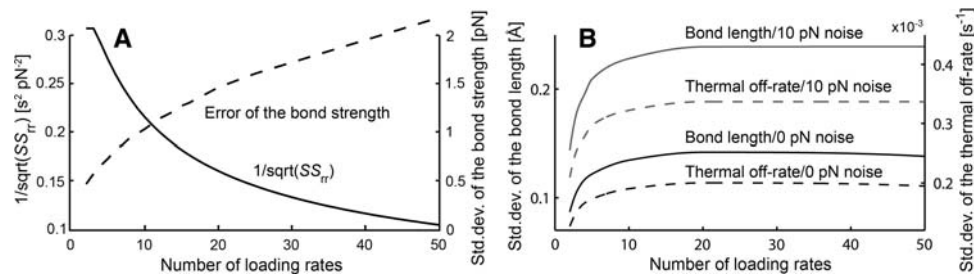 A
1/sqrt(SS_rr) [s² pN⁻²]
0.3
0.25
0.2
0.15
0.1
0
10
20
30
40
50
Number of loading rates
Error of the bond strength
1/sqrt(SS_rr)
2
1.5
1
0.5
0
Std.dev. of the bond strength [pN]
B
Std.dev. of the bond length [Å]
0.2
0.1
0
10
20
30
40
50
Number of loading rates
Bond length/10 pN noise
Thermal off-rate/10 pN noise
Bond length/0 pN noise
Thermal off-rate/0 pN noise
x10⁻³
0.4
0.3
0.2
Std.dev. of the thermal off-rate [s⁻¹]